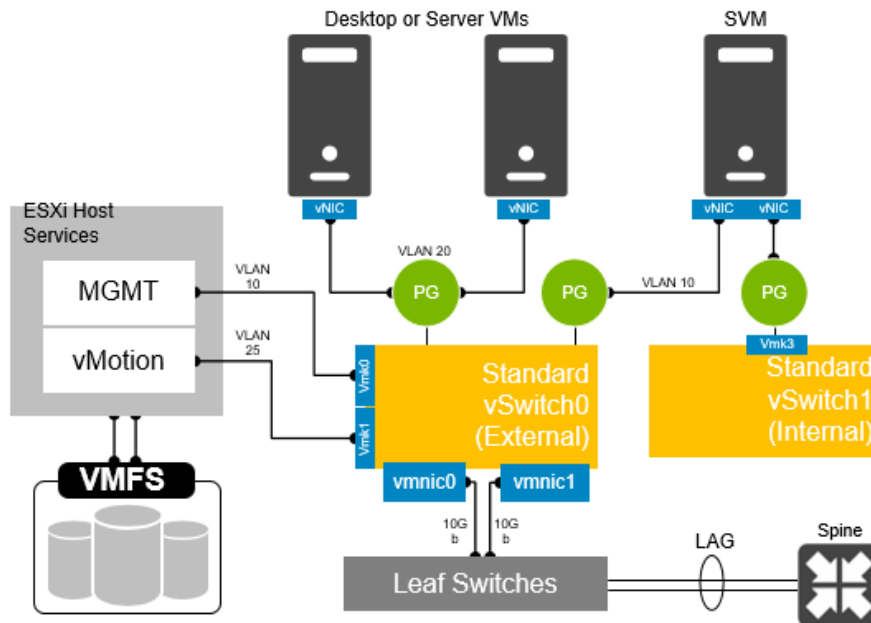 Desktop or Server VMs
SVM
vNIC
vNIC
vNIC
vNIC
ESXi Host
Services
MGMT
vMotion
VLAN
10
VLAN
25
VLAN 20
PG
PG
VLAN 10
PG
Vmk3
Vmk0
Vmk1
Standard
vSwitch0
(External)
Standard
vSwitch1
(Internal)
VMFS
vmnic0
vmnic1
10G
b
10G
b
Leaf Switches
LAG
Spine